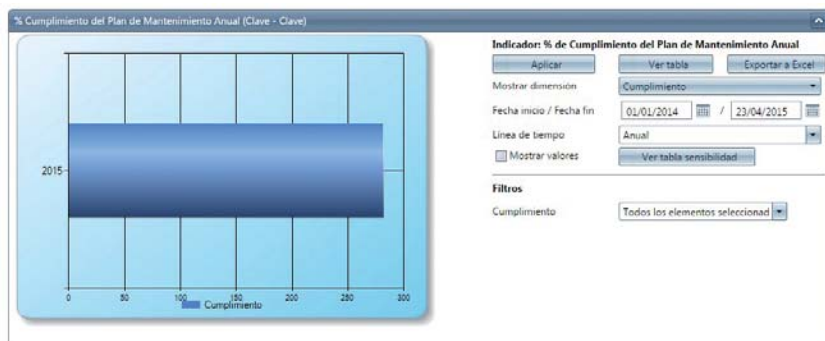 % Cumplimiento del Plan de Mantenimiento Anual (Clave - Clave)
Indicador: % de Cumplimiento del Plan de Mantenimiento Anual
Aplicar Ver tabla Exportar a Excel
Mostrar dimensión Cumplimiento
Fecha inicio / Fecha fin 01/01/2014 / 23/04/2015
Línea de tiempo Anual
Mostrar valores Ver tabla sensibilidad
Filtros
Cumplimiento Todos los elementos seleccionad
2015
0 50 100 150 200 250 300
Cumplimiento